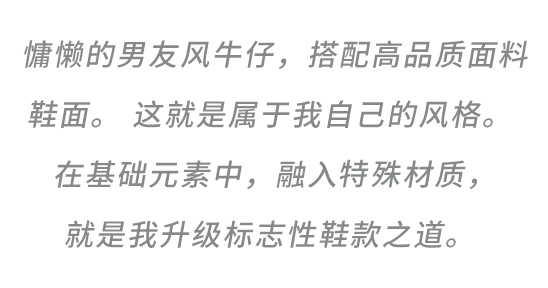 慵懒的男友风牛仔，搭配高品质面料
鞋面。 这就是属于我自己的风格。
在基础元素中，融入特殊材质，
就是我升级标志性鞋款之道。